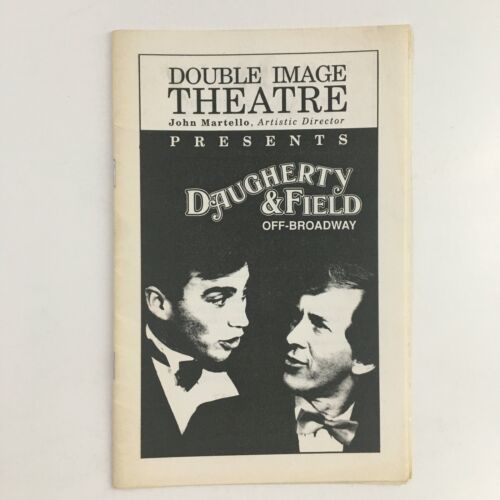 DOUBLE IMAGE
THEATRE
John Martello, Artistic Director
PRESENTS
DAUGHERTY
&FIELD
OFF-BROADWAY